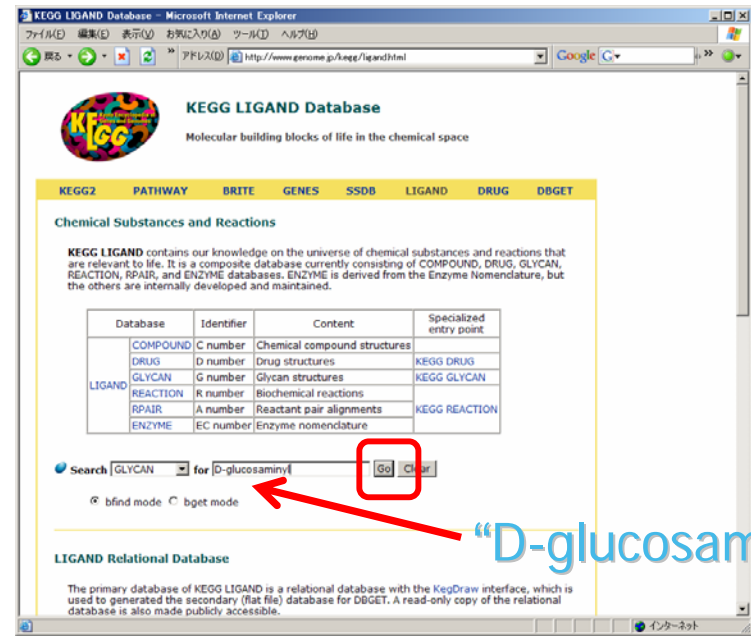 KEGG LIGAND Database - Microsoft Internet Explorer
ファイル(F) 編集(E) 表示(V) お気に入り(A) ツール(T) ヘルプ(H)
戻る アドレス(D) http://www.genome.jp/kegg/ligand.html Google G
KEGG
KEGG LIGAND Database
Molecular building blocks of life in the chemical space
KEGG2 PATHWAY BRITE GENES SSDB LIGAND DRUG DBGET
Chemical Substances and Reactions
KEGG LIGAND contains our knowledge on the universe of chemical substances and reactions that
are relevant to life. It is a composite database currently consisting of COMPOUND, DRUG, GLYCAN,
REACTION, RPAIR, and ENZYME databases. ENZYME is derived from the Enzyme Nomenclature, but
the others are internally developed and maintained.
Database Identifier Content Specialized entry point
LIGAND COMPOUND C number Chemical compound structures
DRUG D number Drug structures KEGG DRUG
GLYCAN G number Glycan structures KEGG GLYCAN
REACTION R number Biochemical reactions
RPAIR A number Reactant pair alignments KEGG REACTION
ENZYME EC number Enzyme nomenclature
Search GLYCAN for D-glucosaminyl Go Clear
bfind mode bget mode
"D-glucosam
LIGAND Relational Database
The primary database of KEGG LIGAND is a relational database with the KegDraw interface, which is
used to generated the secondary (flat file) database for DBGET. A read-only copy of the relational
database is also made publicly accessible.
インターネット